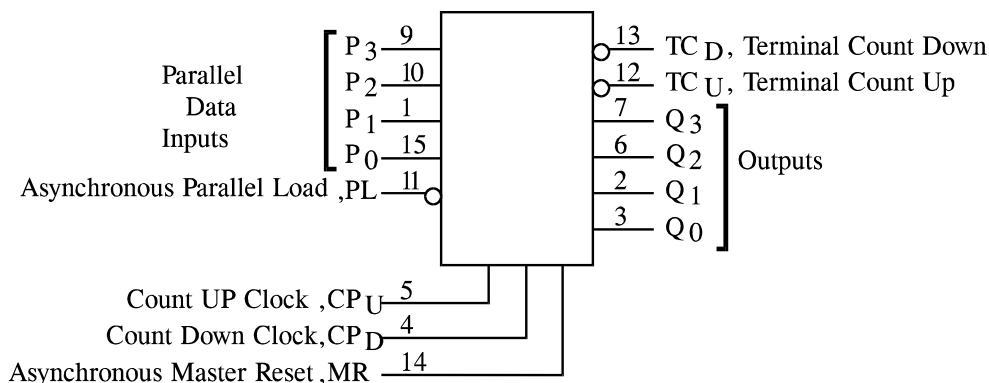 P3 9
P2 10
P1 1
P0 15
Parallel
Data
Inputs
Asynchronous Parallel Load ,PL 11
13 TC D, Terminal Count Down
12 TC U, Terminal Count Up
7 Q3
6 Q2
2 Q1
3 Q0
Outputs
Count UP Clock ,CPU 5
Count Down Clock,CPD 4
Asynchronous Master Reset ,MR 14